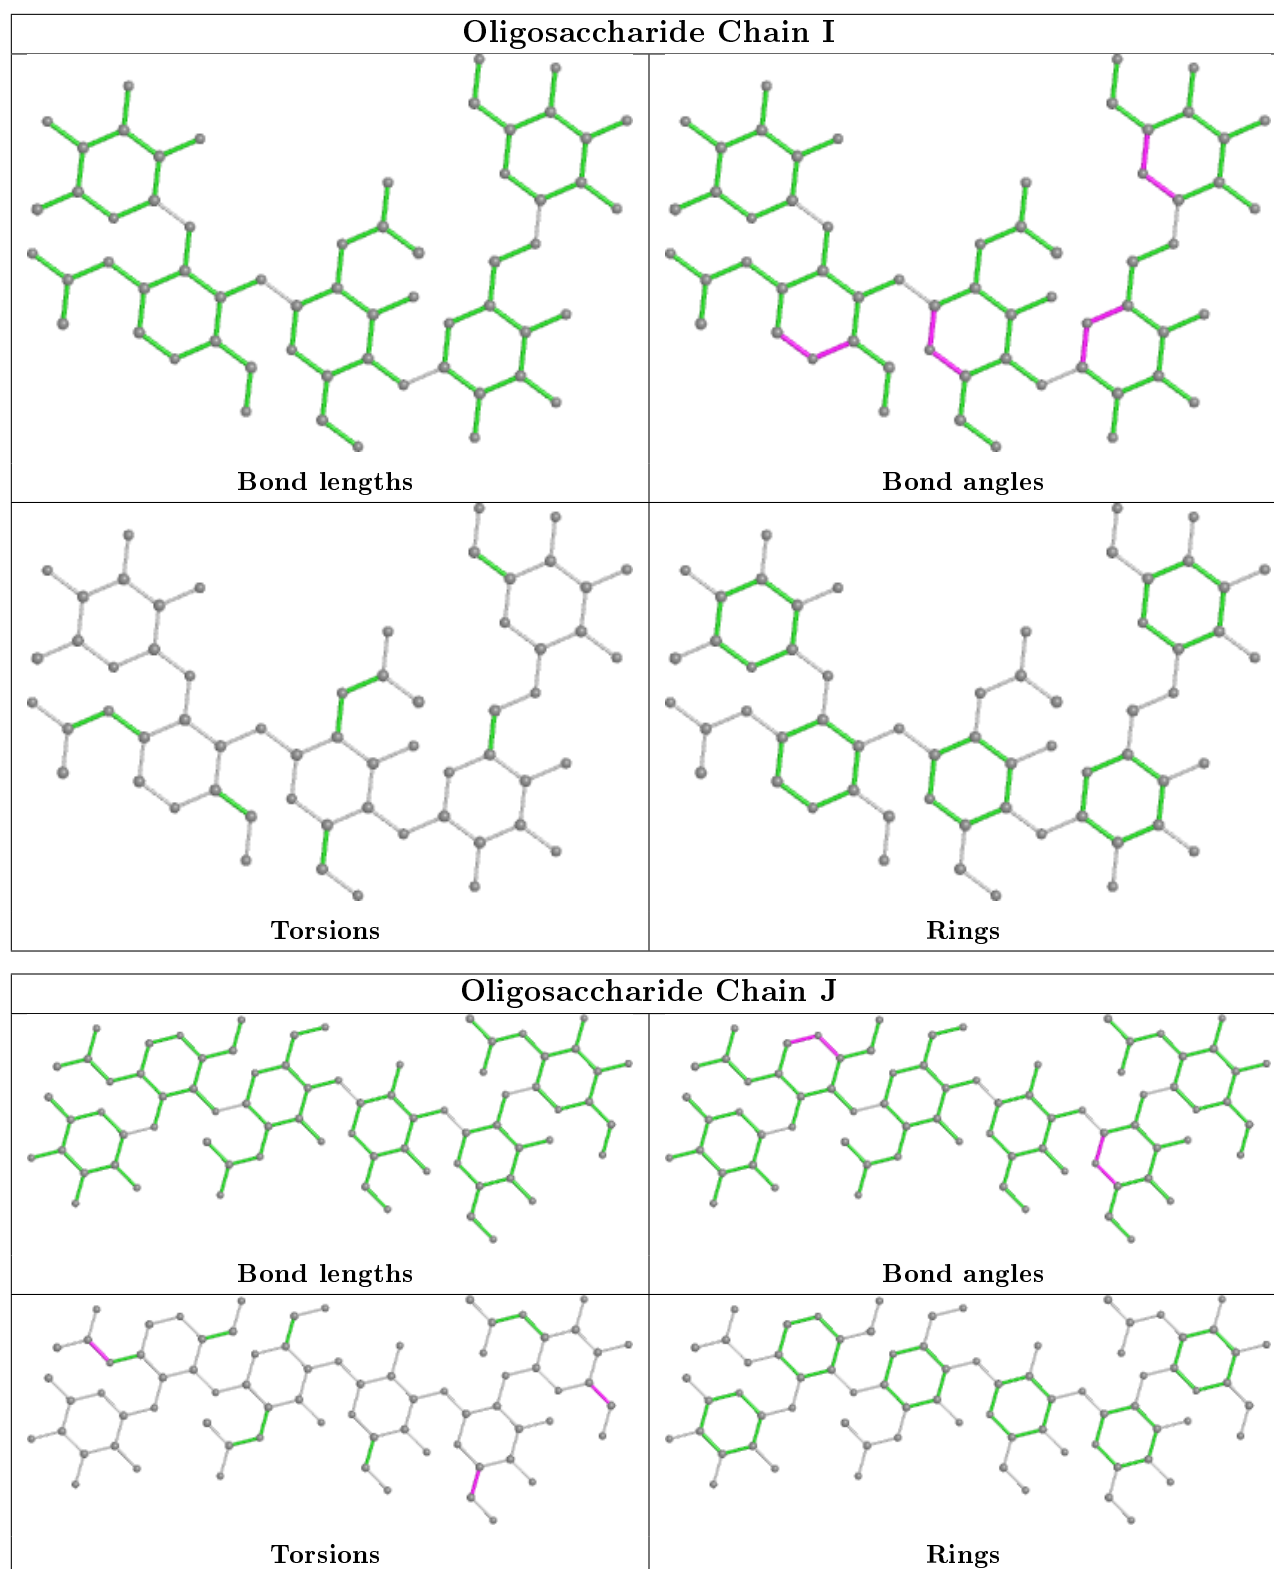 Oligosaccharide Chain I
Bond lengths
Bond angles
Torsions
Rings
Oligosaccharide Chain J
Bond lengths
Bond angles
Torsions
Rings